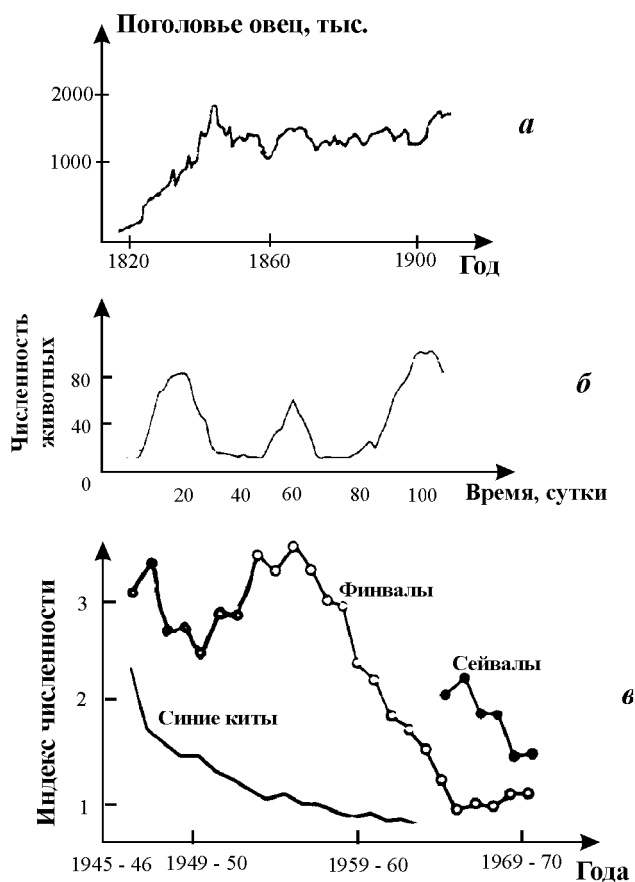 Поголовье овец, тыс.
2000
1000
а
1820
1860
1900
Год
Численность
животных
80
40
0
б
20
40
60
80
100
Время, сутки
Индекс численности
3
2
1
Финвалы
Сейвалы
Синие киты
в
1945 - 46
1949 - 50
1959 - 60
1969 - 70
Года